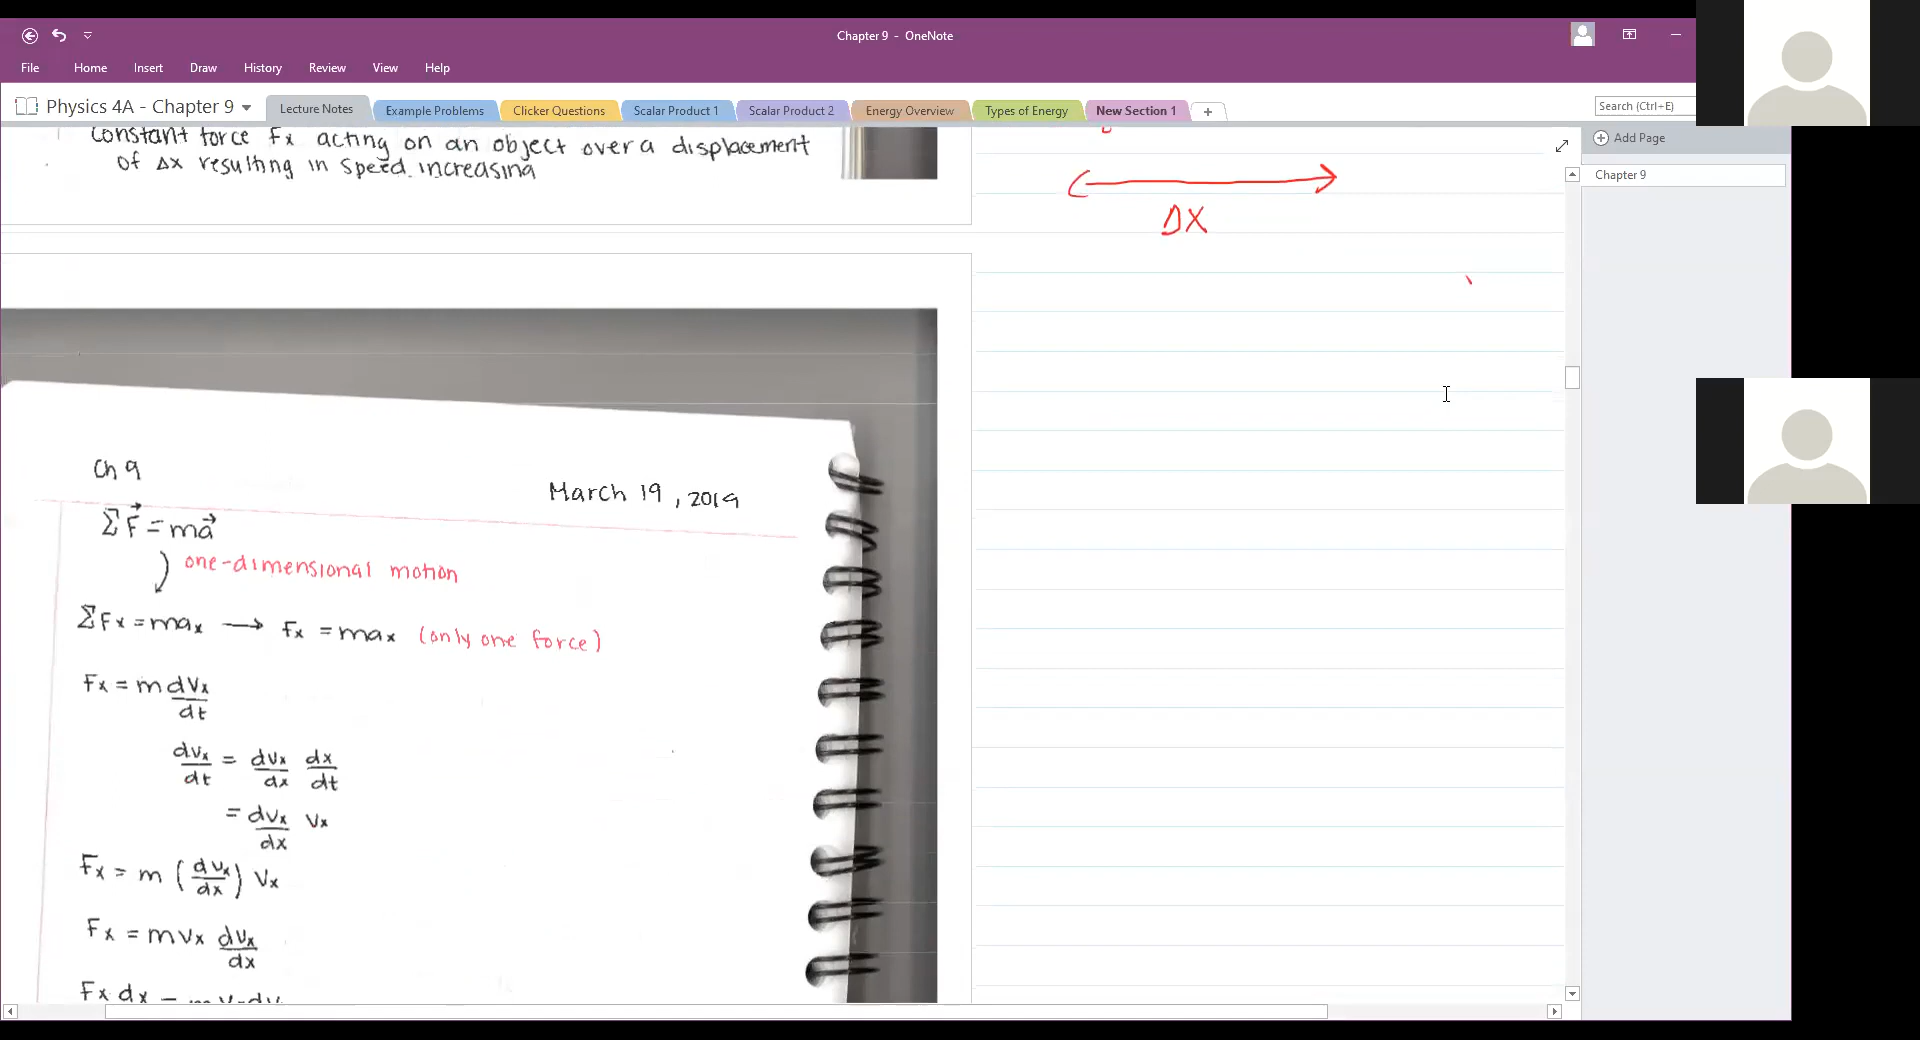 Chapter 9 - OneNote
File Home Insert Draw History Review View Help
Physics 4A - Chapter 9
Lecture Notes Example Problems Clicker Questions Scalar Product 1 Scalar Product 2 Energy Overview Types of Energy New Section 1
Search (Ctrl+E)
Add Page
Chapter 9
constant force Fx acting on an object over a displacement
of Δx resulting in speed increasing
ΔX
Ch 9
March 19, 2019
ΣF⃗ = ma⃗
one-dimensional motion
ΣFx = max → Fx = max (only one force)
Fx = m dVx/dt
dVx/dt = dVx/dx dx/dt
= dVx/dx Vx
Fx = m (dVx/dx) Vx
Fx = mVx dVx/dx
Fx dx =